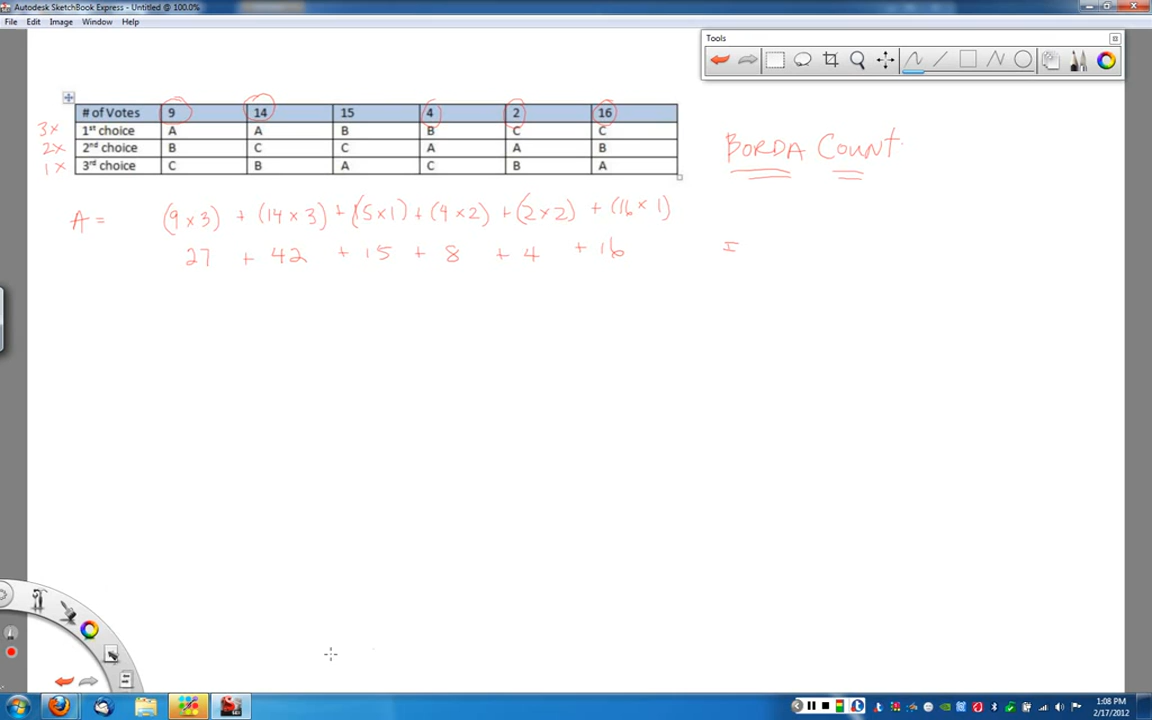 Autodesk SketchBook Express - Untitled @ 100.0%
File Edit Image Window Help
Tools
# of Votes 9 14 15 4 2 16
3x 1st choice A A B B C C
2x 2nd choice B C C A A B
1x 3rd choice C B A C B A
BORDA COUNT
A = (9 x 3) + (14 x 3) + (15 x 1) + (4 x 2) + (2 x 2) + (16 x 1)
27 + 42 + 15 + 8 + 4 + 16 =
1:08 PM
2/17/2012